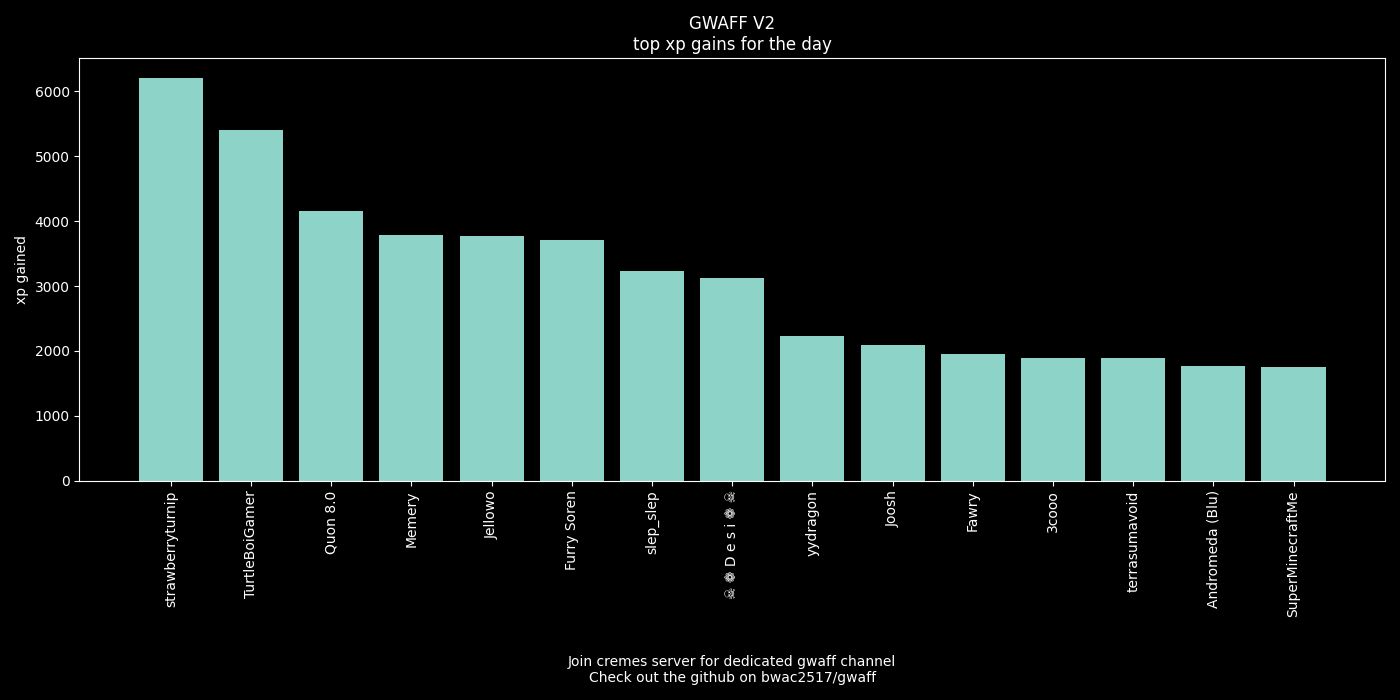 GWAFF V2
top xp gains for the day
xp gained
6000
5000
4000
3000
2000
1000
0
strawberryturnip
TurtleBoiGamer
Quon 8.0
Memery
Jellowo
Furry Soren
slep_slep
☠ ❁ D e s i ❁ ☠
yydragon
Joosh
Fawry
3cooo
terrasumavoid
Andromeda (Blu)
SuperMinecraftMe
Join cremes server for dedicated gwaff channel
Check out the github on bwac2517/gwaff